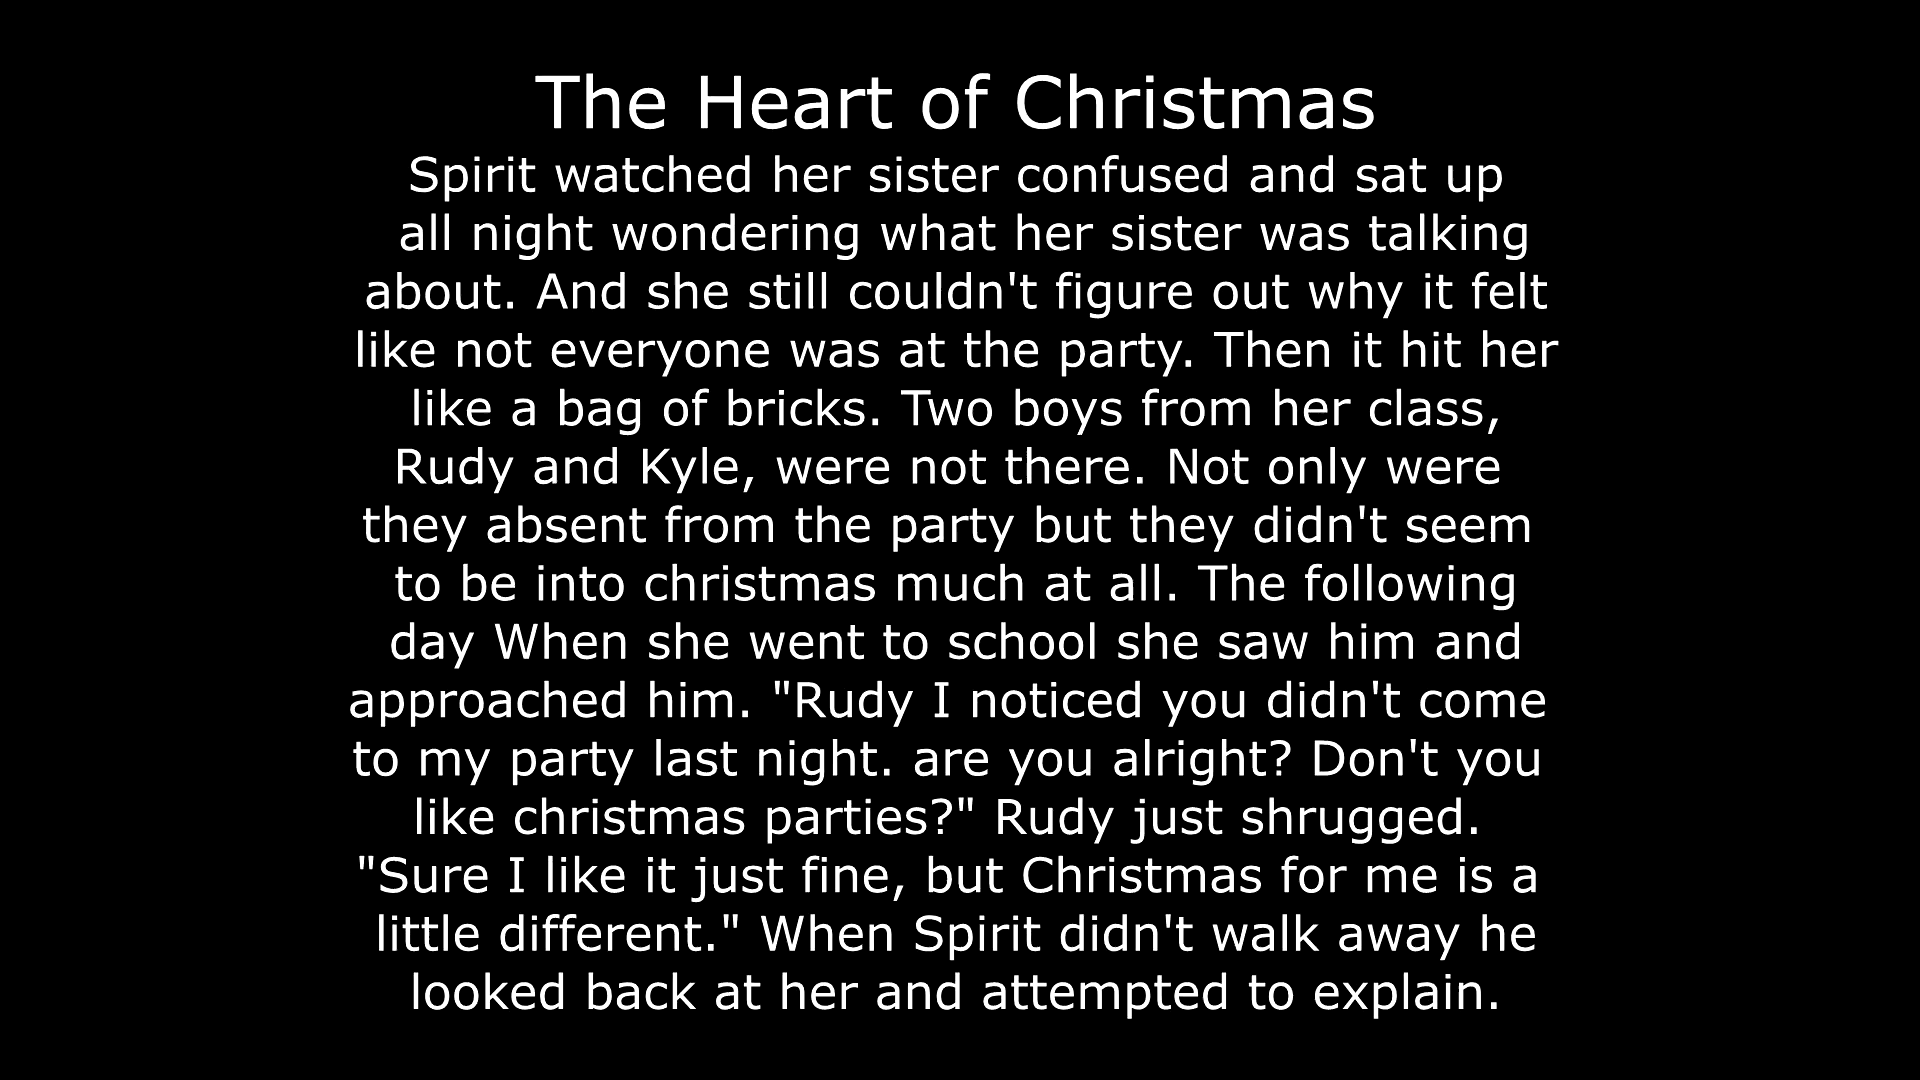 The Heart of Christmas
Spirit watched her sister confused and sat up
all night wondering what her sister was talking
about. And she still couldn't figure out why it felt
like not everyone was at the party. Then it hit her
like a bag of bricks. Two boys from her class,
Rudy and Kyle, were not there. Not only were
they absent from the party but they didn't seem
to be into christmas much at all. The following
day When she went to school she saw him and
approached him. "Rudy I noticed you didn't come
to my party last night. are you alright? Don't you
like christmas parties?" Rudy just shrugged.
"Sure I like it just fine, but Christmas for me is a
little different." When Spirit didn't walk away he
looked back at her and attempted to explain.